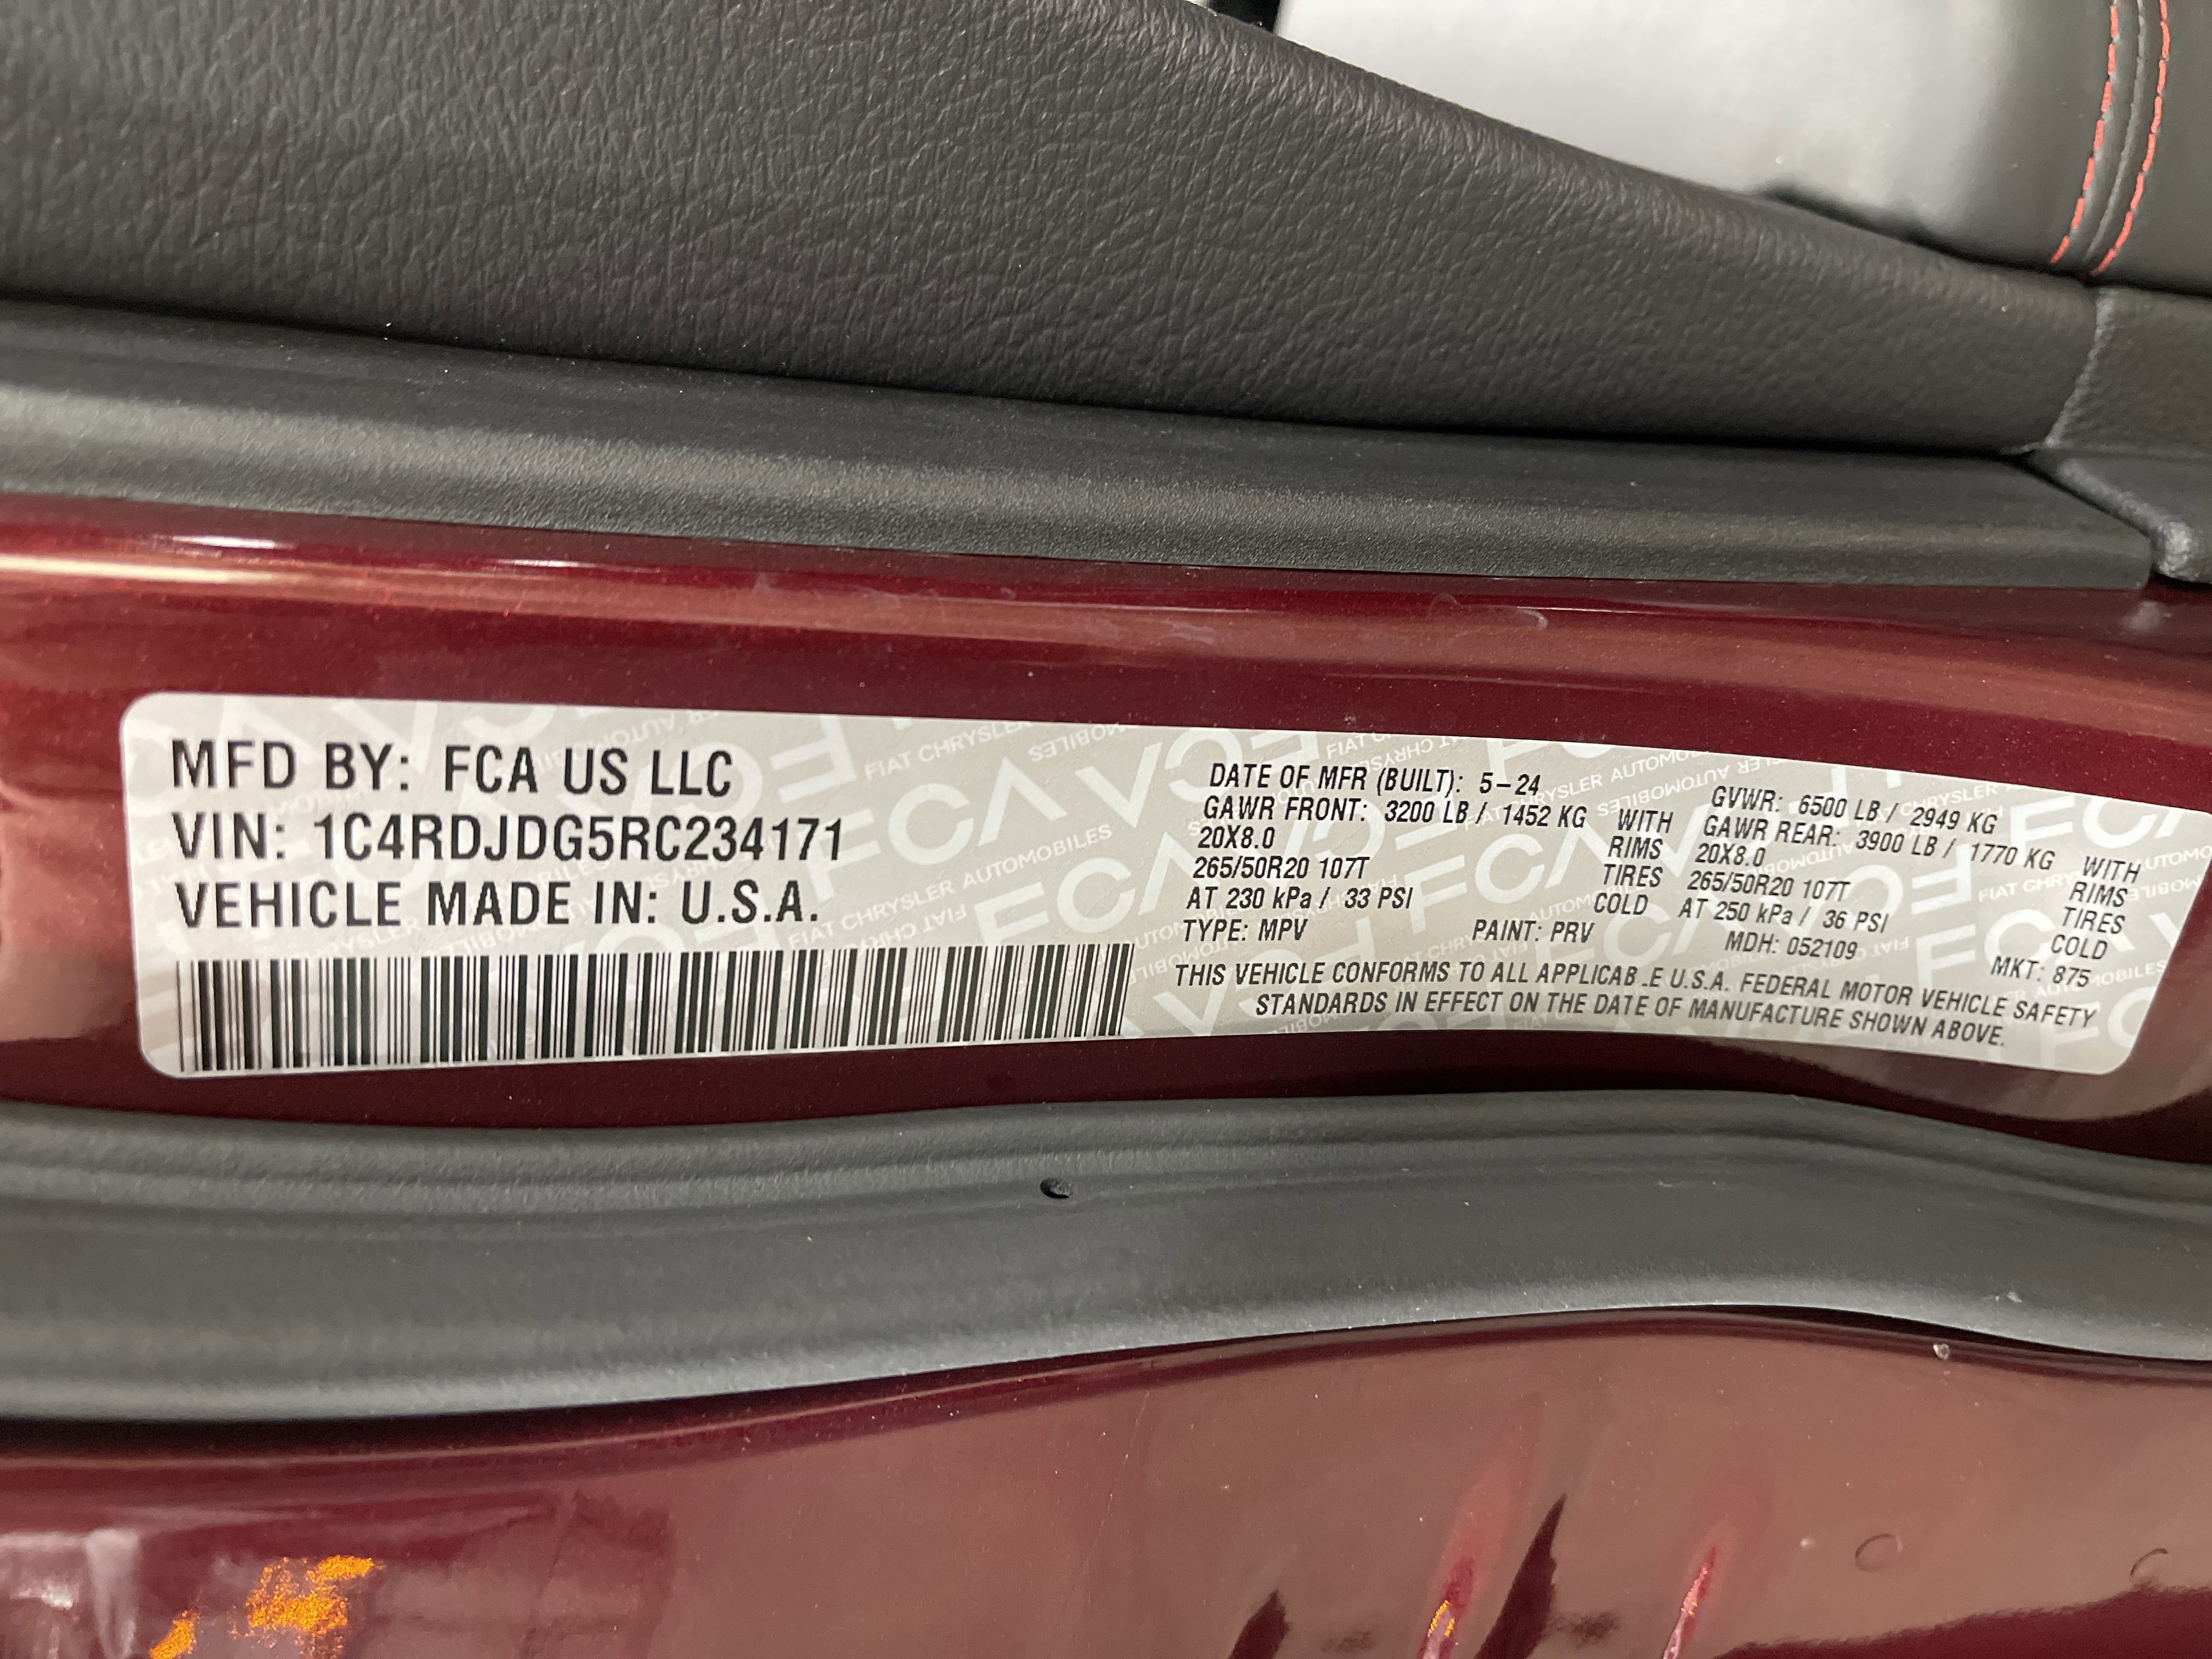 MFD BY: FCA US LLC
VIN: 1C4RDJDG5RC234171
VEHICLE MADE IN: U.S.A.
DATE OF MFR (BUILT): 5-24 GVWR: 6500 LB / 2949 KG
GAWR FRONT: 3200 LB / 1452 KG WITH GAWR REAR: 3900 LB / 1770 KG WITH
20X8.0 RIMS 20X8.0 RIMS
265/50R20 107T TIRES 265/50R20 107T TIRES
AT 230 kPa / 33 PSI COLD AT 250 kPa / 36 PSI COLD
TYPE: MPV PAINT: PRV MDH: 052109 MKT: 875
THIS VEHICLE CONFORMS TO ALL APPLICAB.E U.S.A. FEDERAL MOTOR VEHICLE SAFETY
STANDARDS IN EFFECT ON THE DATE OF MANUFACTURE SHOWN ABOVE.